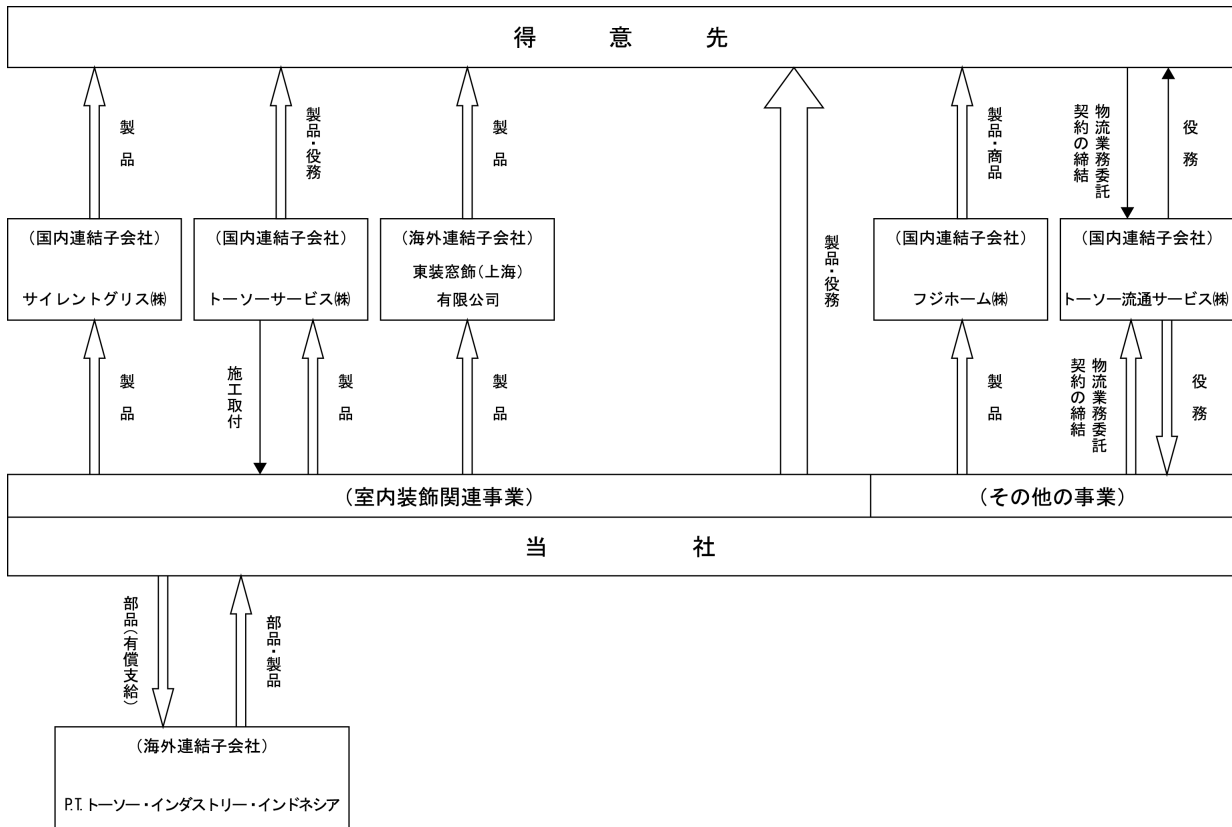 得意先
製品
製品・役務
製品
製品・役務
製品・商品
物流業務委託
契約の締結
役務
（国内連結子会社）
サイレントグリス㈱
（国内連結子会社）
トーソーサービス㈱
（海外連結子会社）
東装窓飾（上海）
有限公司
（国内連結子会社）
フジホーム㈱
（国内連結子会社）
トーソー流通サービス㈱
製品
施工取付
製品
製品
製品
物流業務委託
契約の締結
役務
（室内装飾関連事業）
（その他の事業）
当社
部品（有償支給）
部品・製品
（海外連結子会社）
P.T.トーソー・インダストリー・インドネシア